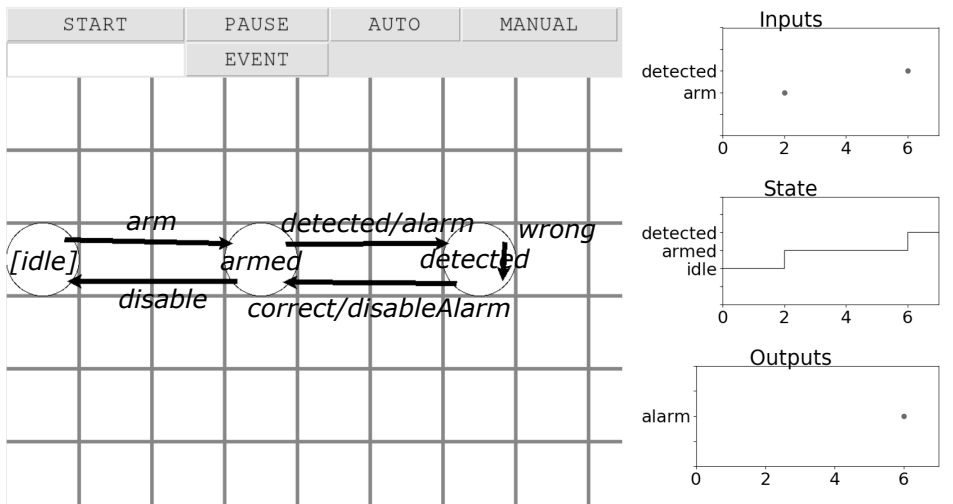 START PAUSE AUTO MANUAL
EVENT
arm
detected/alarm
wrong
[idle]
armed
detected
disable
correct/disableAlarm
Inputs
detected
arm
0 2 4 6
State
detected
armed
idle
0 2 4 6
Outputs
alarm
0 2 4 6